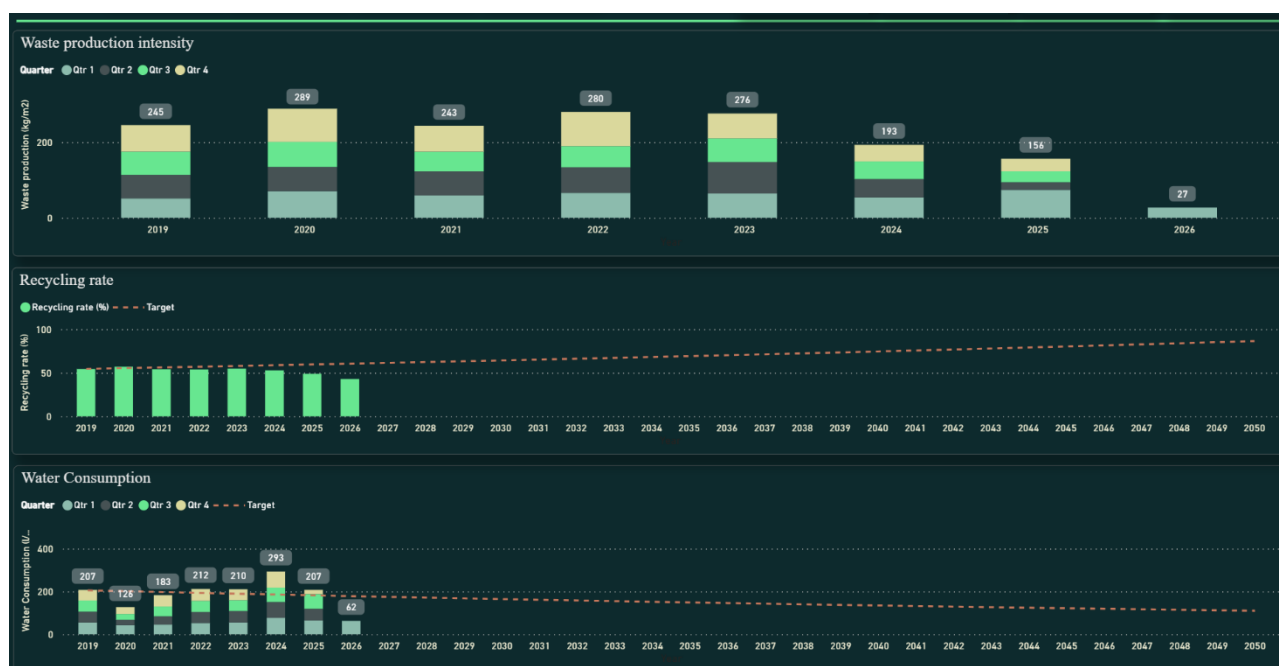 Waste production intensity
Quarter Qtr 1 Qtr 2 Qtr 3 Qtr 4
Waste production (kg/m2)
200
0
245
289
243
280
276
193
156
27
2019 2020 2021 2022 2023 2024 2025 2026
Recycling rate
Recycling rate (%) Target
Recycling rate (%)
100
50
0
2019 2020 2021 2022 2023 2024 2025 2026 2027 2028 2029 2030 2031 2032 2033 2034 2035 2036 2037 2038 2039 2040 2041 2042 2043 2044 2045 2046 2047 2048 2049 2050
Water Consumption
Quarter Qtr 1 Qtr 2 Qtr 3 Qtr 4 Target
Water Consumption (l/...
400
200
0
207
126
183
212
210
293
207
62
2019 2020 2021 2022 2023 2024 2025 2026 2027 2028 2029 2030 2031 2032 2033 2034 2035 2036 2037 2038 2039 2040 2041 2042 2043 2044 2045 2046 2047 2048 2049 2050